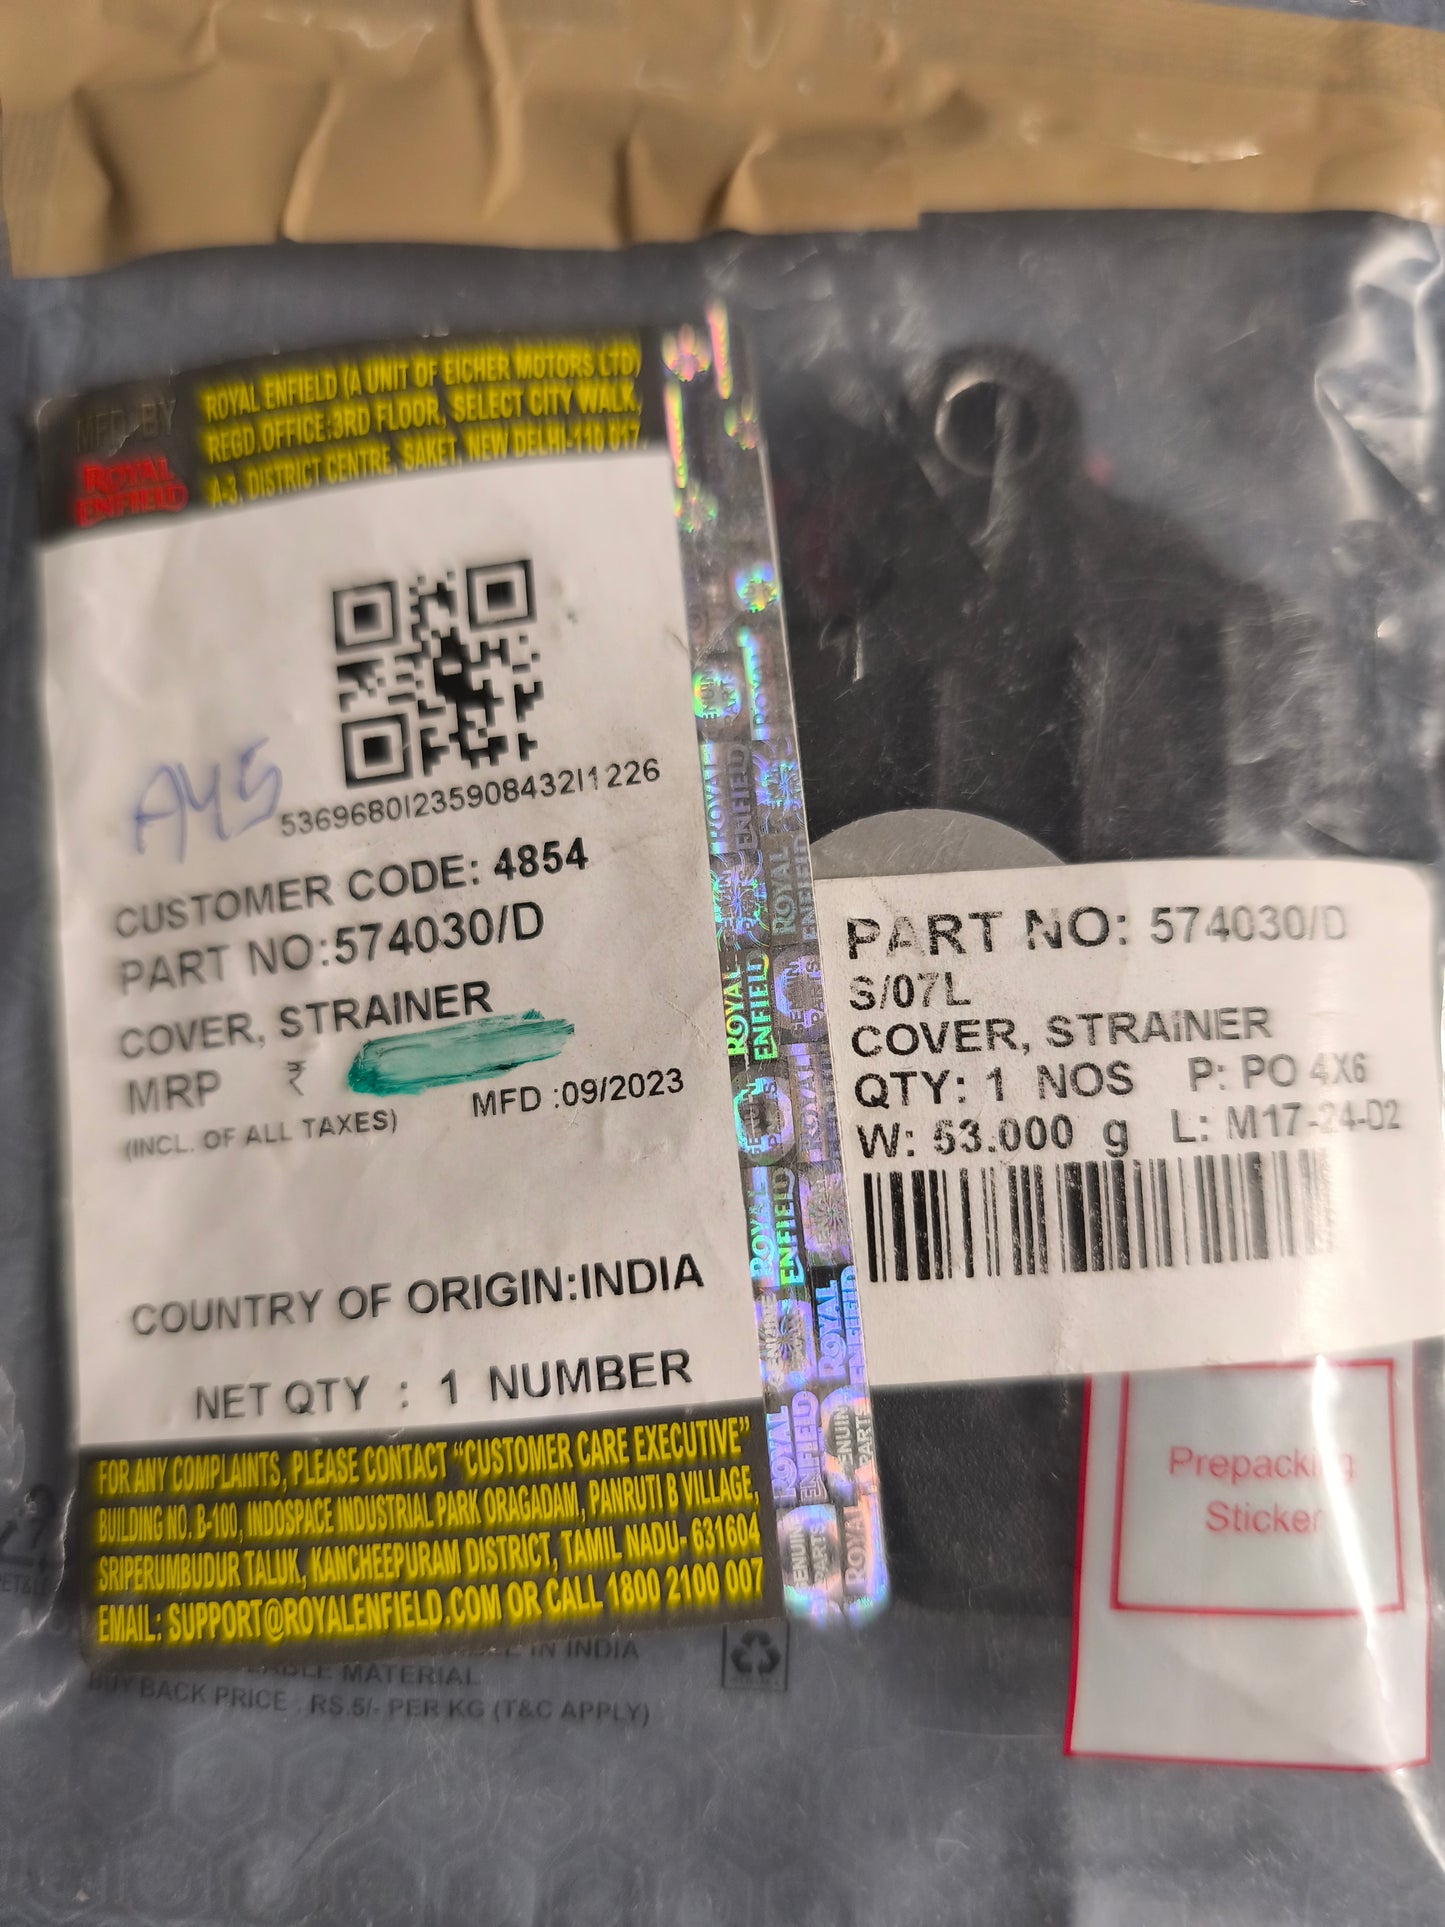 MFD. BY
ROYAL
ENFIELD
ROYAL ENFIELD (A UNIT OF EICHER MOTORS LTD)
REGD.OFFICE:3RD FLOOR, SELECT CITY WALK,
A-3, DISTRICT CENTRE, SAKET, NEW DELHI-110 017.
A45
5369680I235908432I1226
CUSTOMER CODE: 4854
PART NO:574030/D
COVER, STRAINER
MRP ₹
(INCL. OF ALL TAXES)
MFD :09/2023
COUNTRY OF ORIGIN:INDIA
NET QTY : 1 NUMBER
FOR ANY COMPLAINTS, PLEASE CONTACT “CUSTOMER CARE EXECUTIVE”
BUILDING NO. B-100, INDOSPACE INDUSTRIAL PARK ORAGADAM, PANRUTI B VILLAGE,
SRIPERUMBUDUR TALUK, KANCHEEPURAM DISTRICT, TAMIL NADU- 631604
EMAIL: SUPPORT@ROYALENFIELD.COM OR CALL 1800 2100 007
IN INDIA
MATERIAL
BUY BACK PRICE : RS.5/- PER KG (T&C APPLY)
ROYAL
ENFIELD
GENUINE
PARTS
PART NO: 574030/D
S/07L
COVER, STRAINER
QTY: 1 NOS P: PO 4X6
W: 53.000 g L: M17-24-D2
Prepacking
Sticker